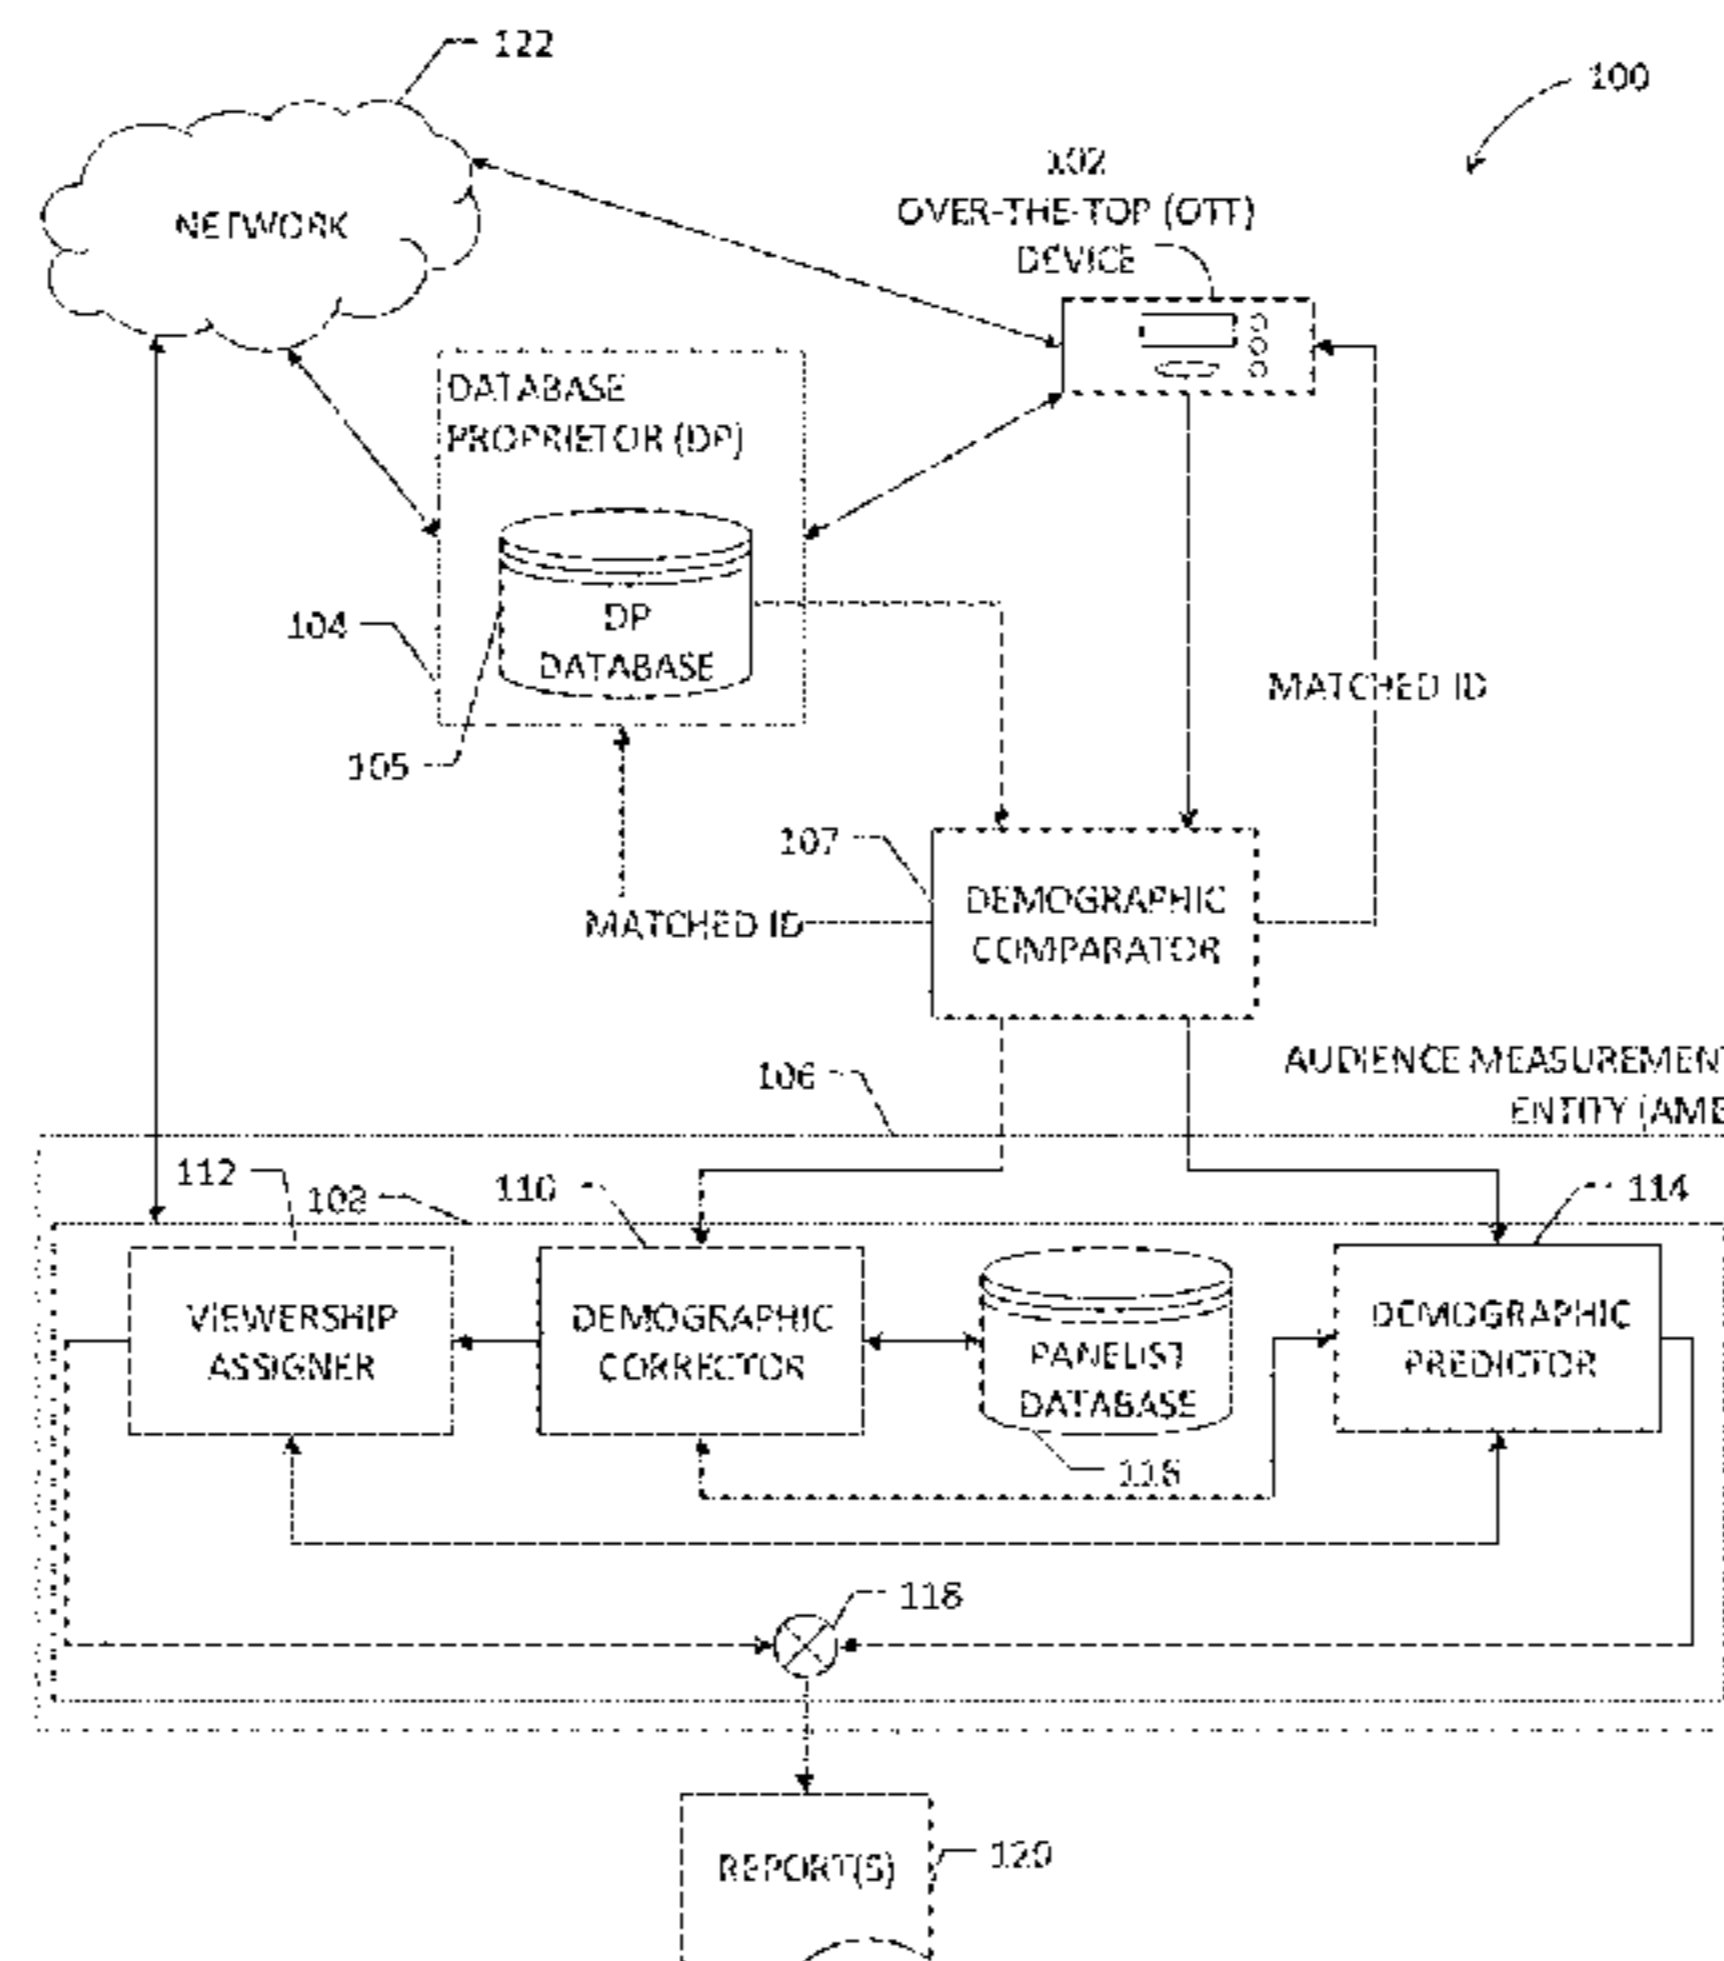 122
100
102
OVER-THE-TOP (OTT)
DEVICE
NETWORK
DATABASE
PROPRIETOR (DP)
DP
DATABASE
104
105
MATCHED ID
107
DEMOGRAPHIC
COMPARATOR
MATCHED ID
AUDIENCE MEASUREMENT
ENTITY (AME
106
112
108
110
114
VIEWERSHIP
ASSIGNER
DEMOGRAPHIC
CORRECTOR
PANELIST
DATABASE
DEMOGRAPHIC
PREDICTOR
116
118
REPORT(S)
120